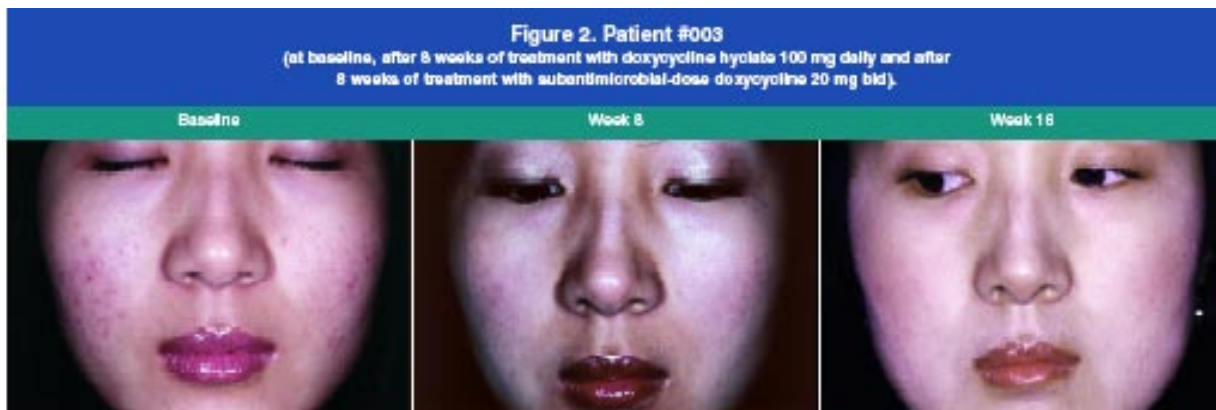 Figure 2. Patient #003
(at baseline, after 8 weeks of treatment with doxycycline hyclate 100 mg daily and after
8 weeks of treatment with subantimicrobial-dose doxycycline 20 mg bid).
Baseline
Week 8
Week 16